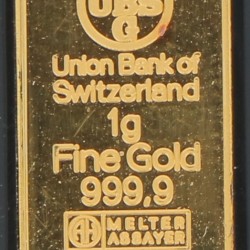 UBS
G
Union Bank of
Switzerland
1g
Fine Gold
999,9
MELTER
ASSAYER